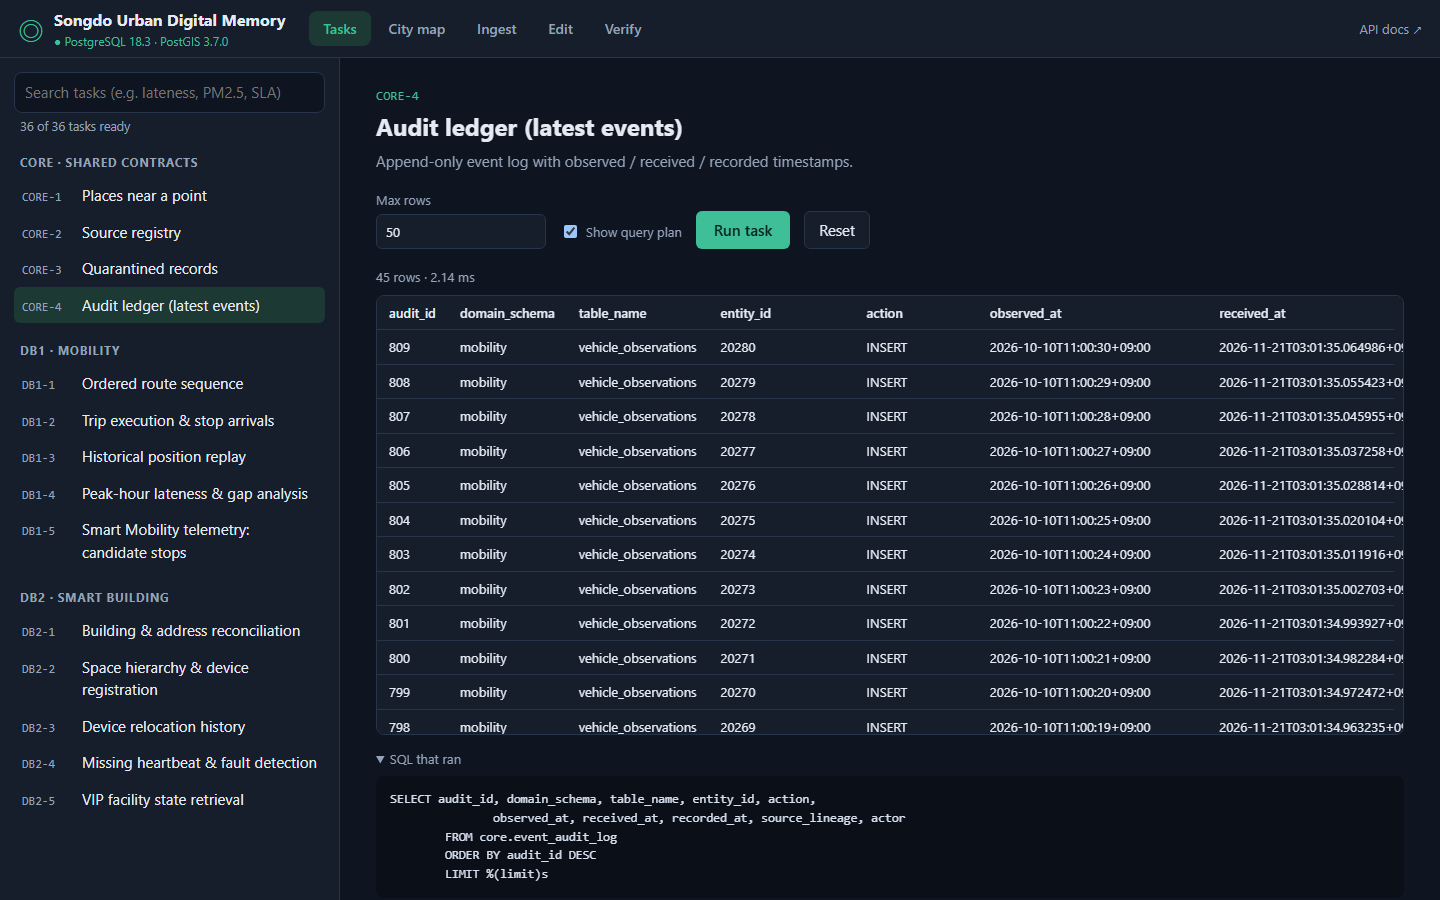 Songdo Urban Digital Memory
● PostgreSQL 18.3 · PostGIS 3.7.0
Tasks
City map
Ingest
Edit
Verify
API docs ↗
Search tasks (e.g. lateness, PM2.5, SLA)
36 of 36 tasks ready
CORE · SHARED CONTRACTS
CORE-1 Places near a point
CORE-2 Source registry
CORE-3 Quarantined records
CORE-4 Audit ledger (latest events)
DB1 · MOBILITY
DB1-1 Ordered route sequence
DB1-2 Trip execution & stop arrivals
DB1-3 Historical position replay
DB1-4 Peak-hour lateness & gap analysis
DB1-5 Smart Mobility telemetry:
candidate stops
DB2 · SMART BUILDING
DB2-1 Building & address reconciliation
DB2-2 Space hierarchy & device
registration
DB2-3 Device relocation history
DB2-4 Missing heartbeat & fault detection
DB2-5 VIP facility state retrieval
CORE-4
Audit ledger (latest events)
Append-only event log with observed / received / recorded timestamps.
Max rows
50
Show query plan
Run task
Reset
45 rows · 2.14 ms
audit_id domain_schema table_name entity_id action observed_at received_at
809 mobility vehicle_observations 20280 INSERT 2026-10-10T11:00:30+09:00 2026-11-21T03:01:35.064986+09
808 mobility vehicle_observations 20279 INSERT 2026-10-10T11:00:29+09:00 2026-11-21T03:01:35.055423+09
807 mobility vehicle_observations 20278 INSERT 2026-10-10T11:00:28+09:00 2026-11-21T03:01:35.045955+09
806 mobility vehicle_observations 20277 INSERT 2026-10-10T11:00:27+09:00 2026-11-21T03:01:35.037258+09
805 mobility vehicle_observations 20276 INSERT 2026-10-10T11:00:26+09:00 2026-11-21T03:01:35.028814+09
804 mobility vehicle_observations 20275 INSERT 2026-10-10T11:00:25+09:00 2026-11-21T03:01:35.020104+09
803 mobility vehicle_observations 20274 INSERT 2026-10-10T11:00:24+09:00 2026-11-21T03:01:35.011916+09
802 mobility vehicle_observations 20273 INSERT 2026-10-10T11:00:23+09:00 2026-11-21T03:01:35.002703+09
801 mobility vehicle_observations 20272 INSERT 2026-10-10T11:00:22+09:00 2026-11-21T03:01:34.993927+09
800 mobility vehicle_observations 20271 INSERT 2026-10-10T11:00:21+09:00 2026-11-21T03:01:34.982284+09
799 mobility vehicle_observations 20270 INSERT 2026-10-10T11:00:20+09:00 2026-11-21T03:01:34.972472+09
798 mobility vehicle_observations 20269 INSERT 2026-10-10T11:00:19+09:00 2026-11-21T03:01:34.963235+09
▼ SQL that ran
SELECT audit_id, domain_schema, table_name, entity_id, action,
observed_at, received_at, recorded_at, source_lineage, actor
FROM core.event_audit_log
ORDER BY audit_id DESC
LIMIT %(limit)s